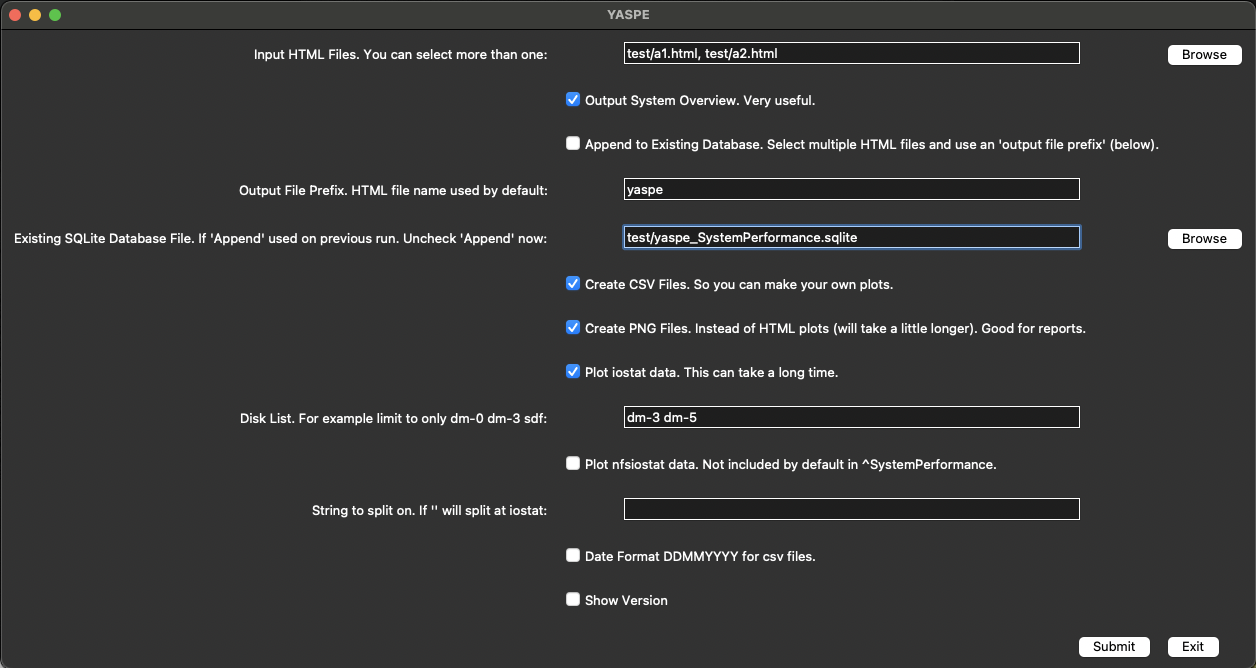 YASPE
Input HTML Files. You can select more than one: test/a1.html, test/a2.html Browse
Output System Overview. Very useful.
Append to Existing Database. Select multiple HTML files and use an 'output file prefix' (below).
Output File Prefix. HTML file name used by default: yaspe
Existing SQLite Database File. If 'Append' used on previous run. Uncheck 'Append' now: test/yaspe_SystemPerformance.sqlite Browse
Create CSV Files. So you can make your own plots.
Create PNG Files. Instead of HTML plots (will take a little longer). Good for reports.
Plot iostat data. This can take a long time.
Disk List. For example limit to only dm-0 dm-3 sdf: dm-3 dm-5
Plot nfsiostat data. Not included by default in ^SystemPerformance.
String to split on. If '' will split at iostat:
Date Format DDMMYYYY for csv files.
Show Version
Submit Exit